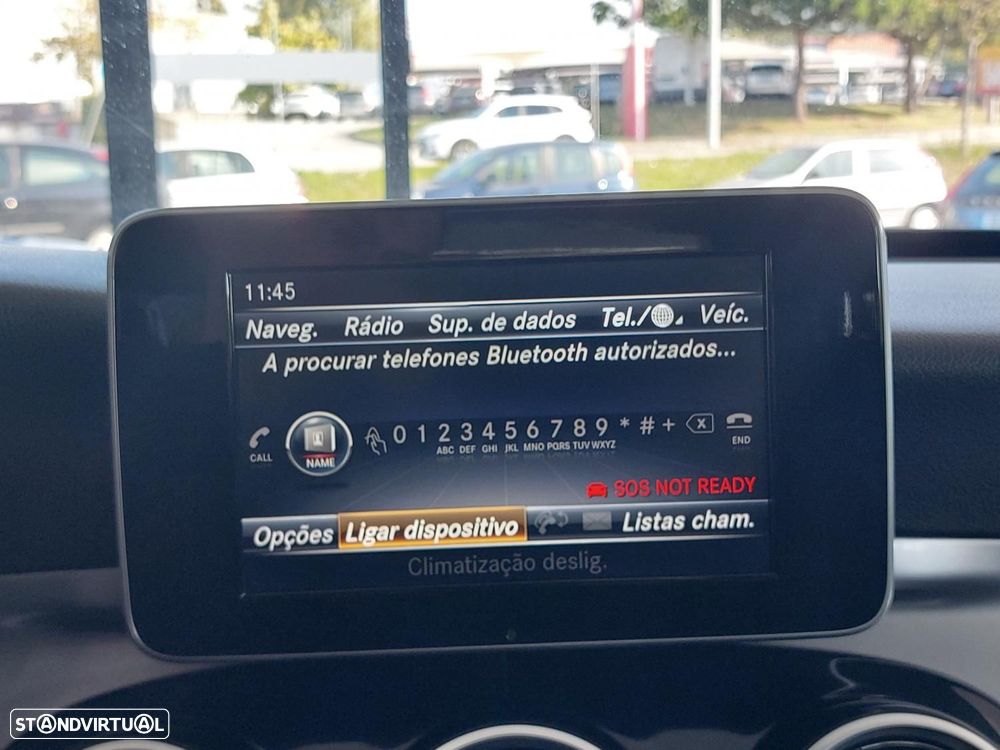 11:45
Naveg. Rádio Sup. de dados Tel./ Veíc.
A procurar telefones Bluetooth autorizados...
CALL NAME 0 1 2 3 4 5 6 7 8 9 * # + X END
ABC DEF GHI JKL MNO PQRS TUV WXYZ
SOS NOT READY
Opções Ligar dispositivo Listas cham.
Climatização deslig.
STANDVIRTUAL